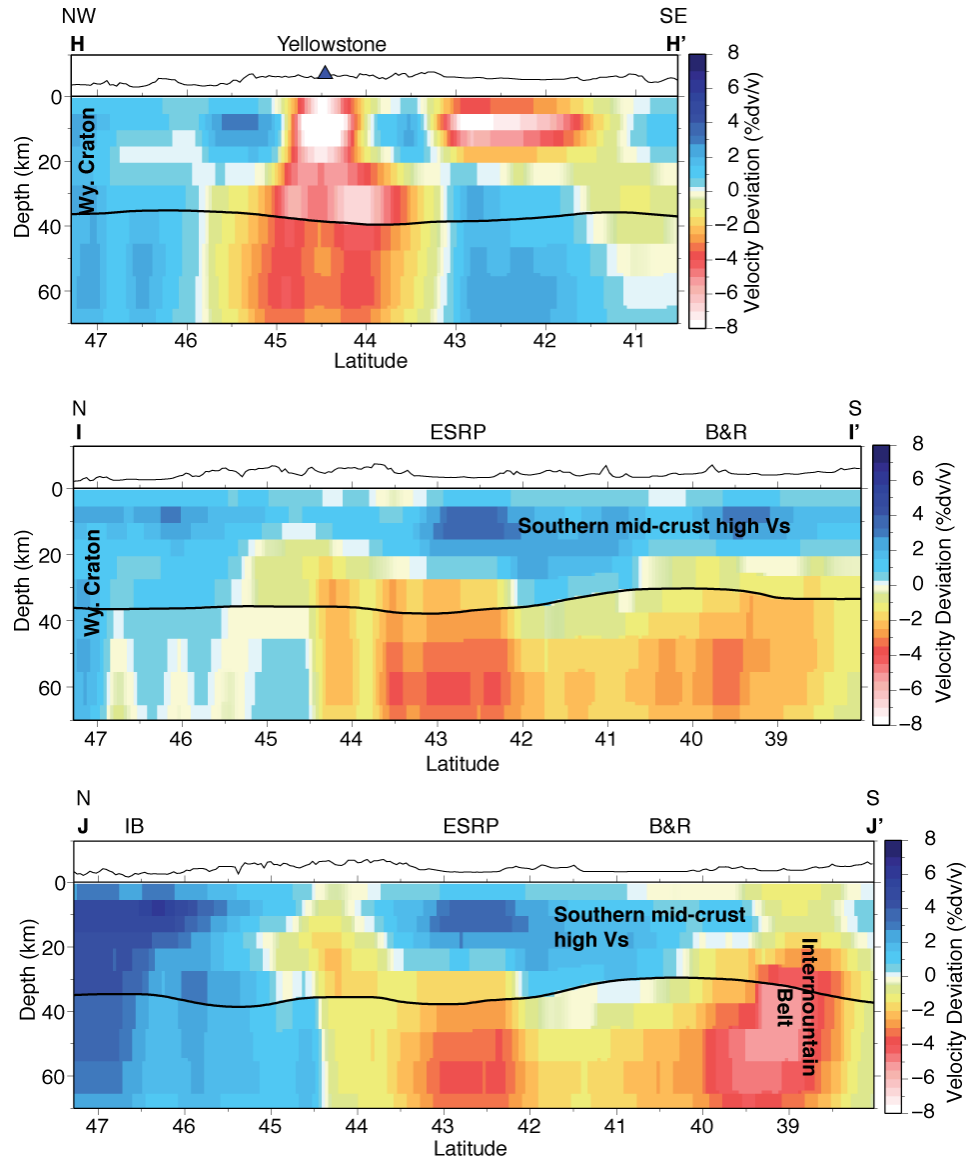 NW SE
H Yellowstone H’
0
20
40
60
Depth (km)
Wy. Craton
47 46 45 44 43 42 41
Latitude
8
6
4
2
0
−2
−4
−6
−8
Velocity Deviation (%dv/v)
N S
I ESRP B&R I’
0
20
40
60
Depth (km)
Wy. Craton
Southern mid-crust high Vs
47 46 45 44 43 42 41 40 39
Latitude
8
6
4
2
0
−2
−4
−6
−8
Velocity Deviation (%dv/v)
N S
J IB ESRP B&R J’
0
20
40
60
Depth (km)
Southern mid-crust
high Vs
Intermountain
Belt
47 46 45 44 43 42 41 40 39
Latitude
8
6
4
2
0
−2
−4
−6
−8
Velocity Deviation (%dv/v)